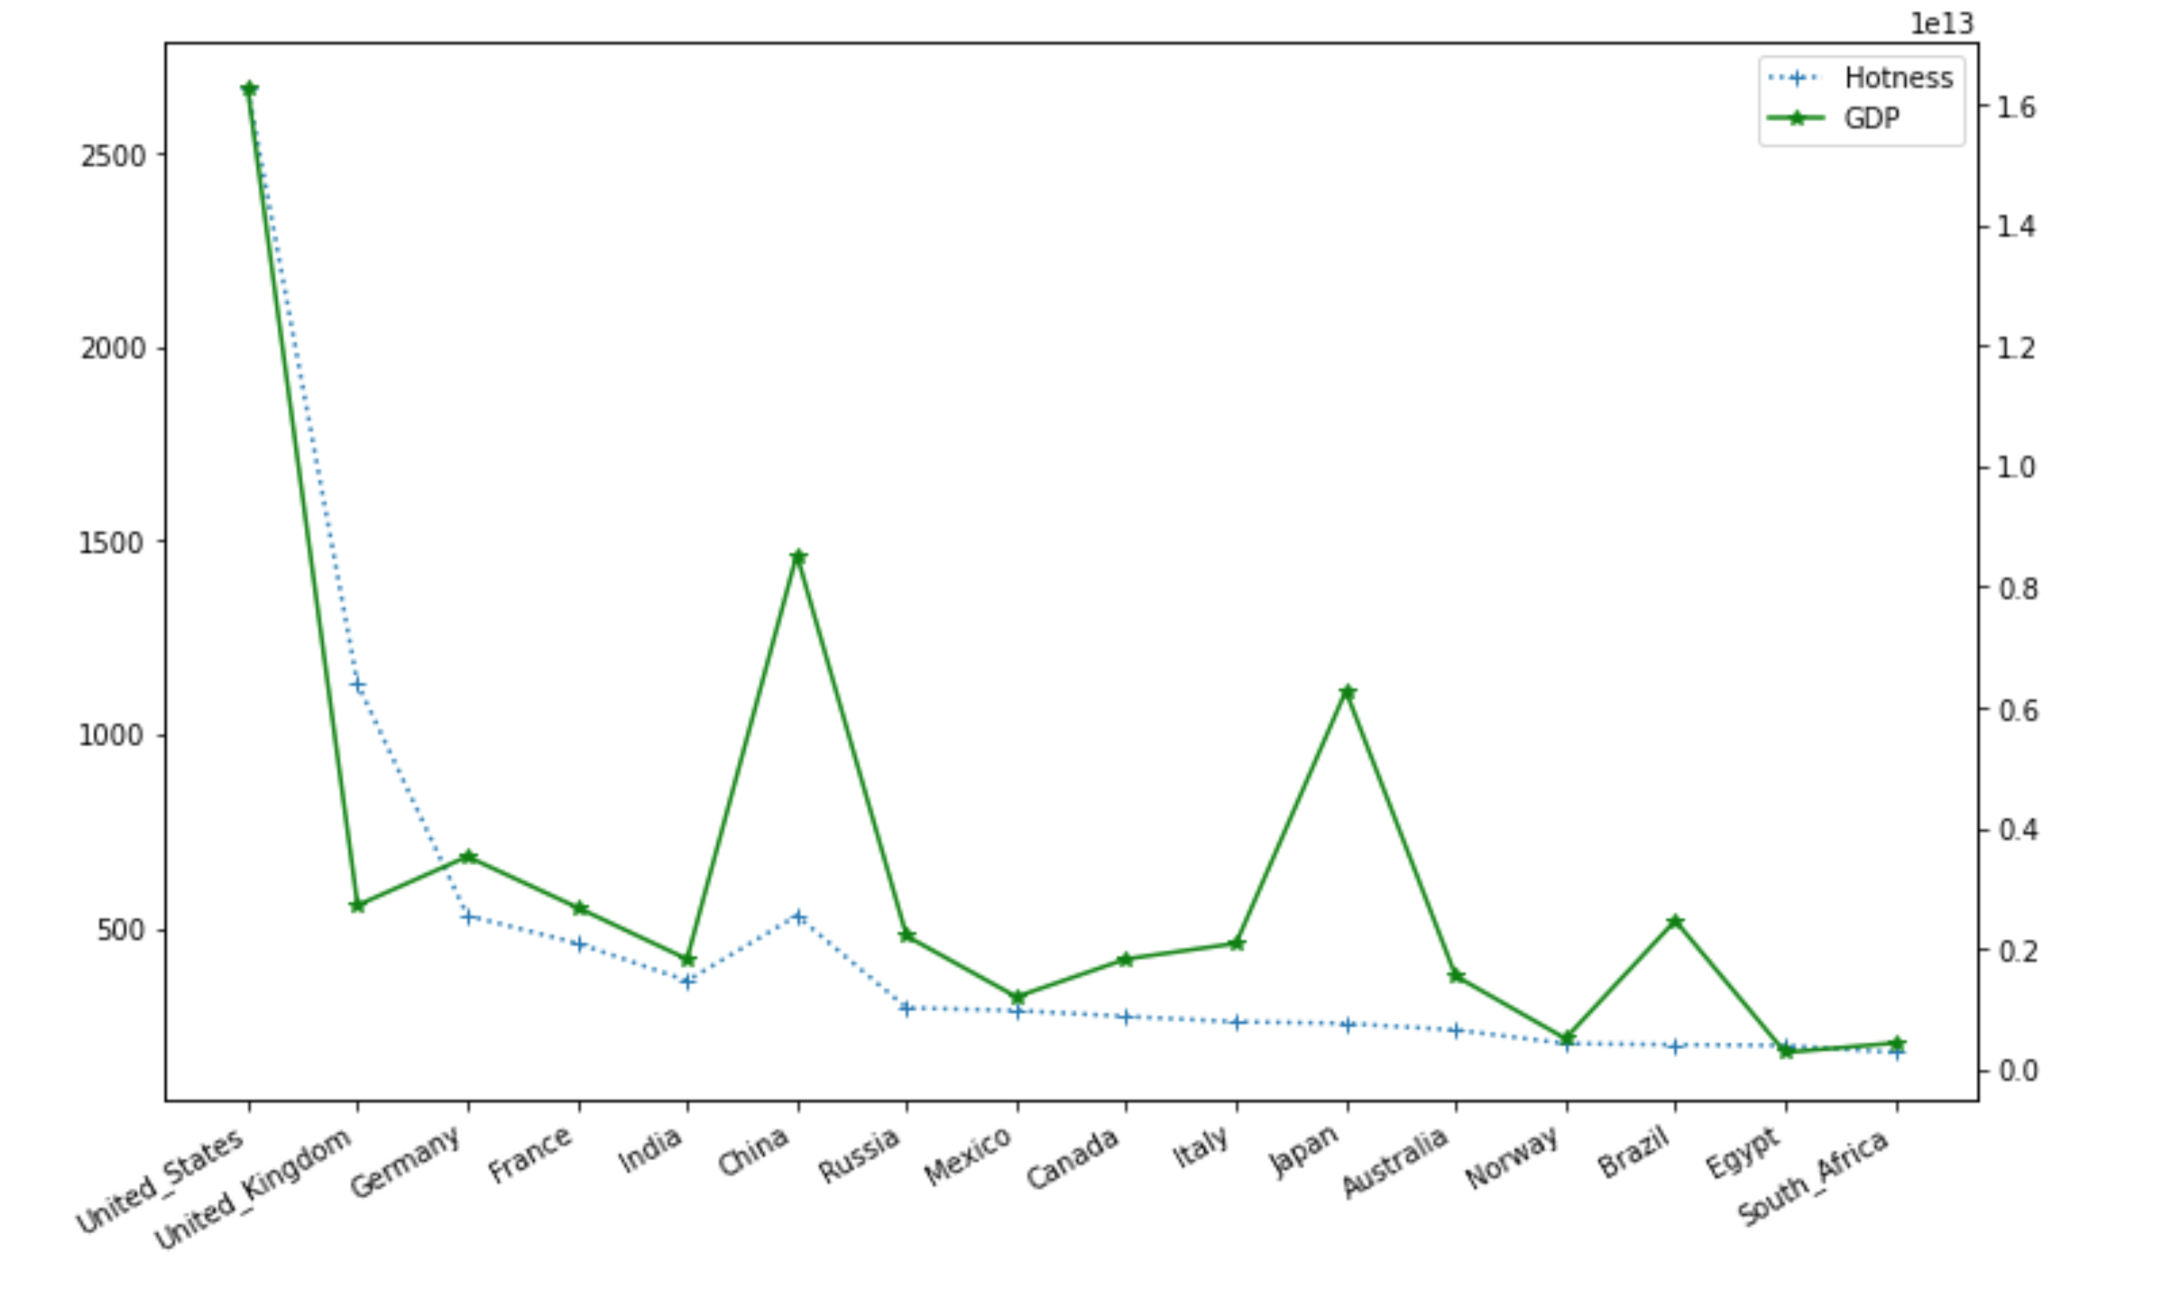 1e13
Hotness
GDP
2500
2000
1500
1000
500
1.6
1.4
1.2
1.0
0.8
0.6
0.4
0.2
0.0
United_States
United_Kingdom
Germany
France
India
China
Russia
Mexico
Canada
Italy
Japan
Australia
Norway
Brazil
Egypt
South_Africa